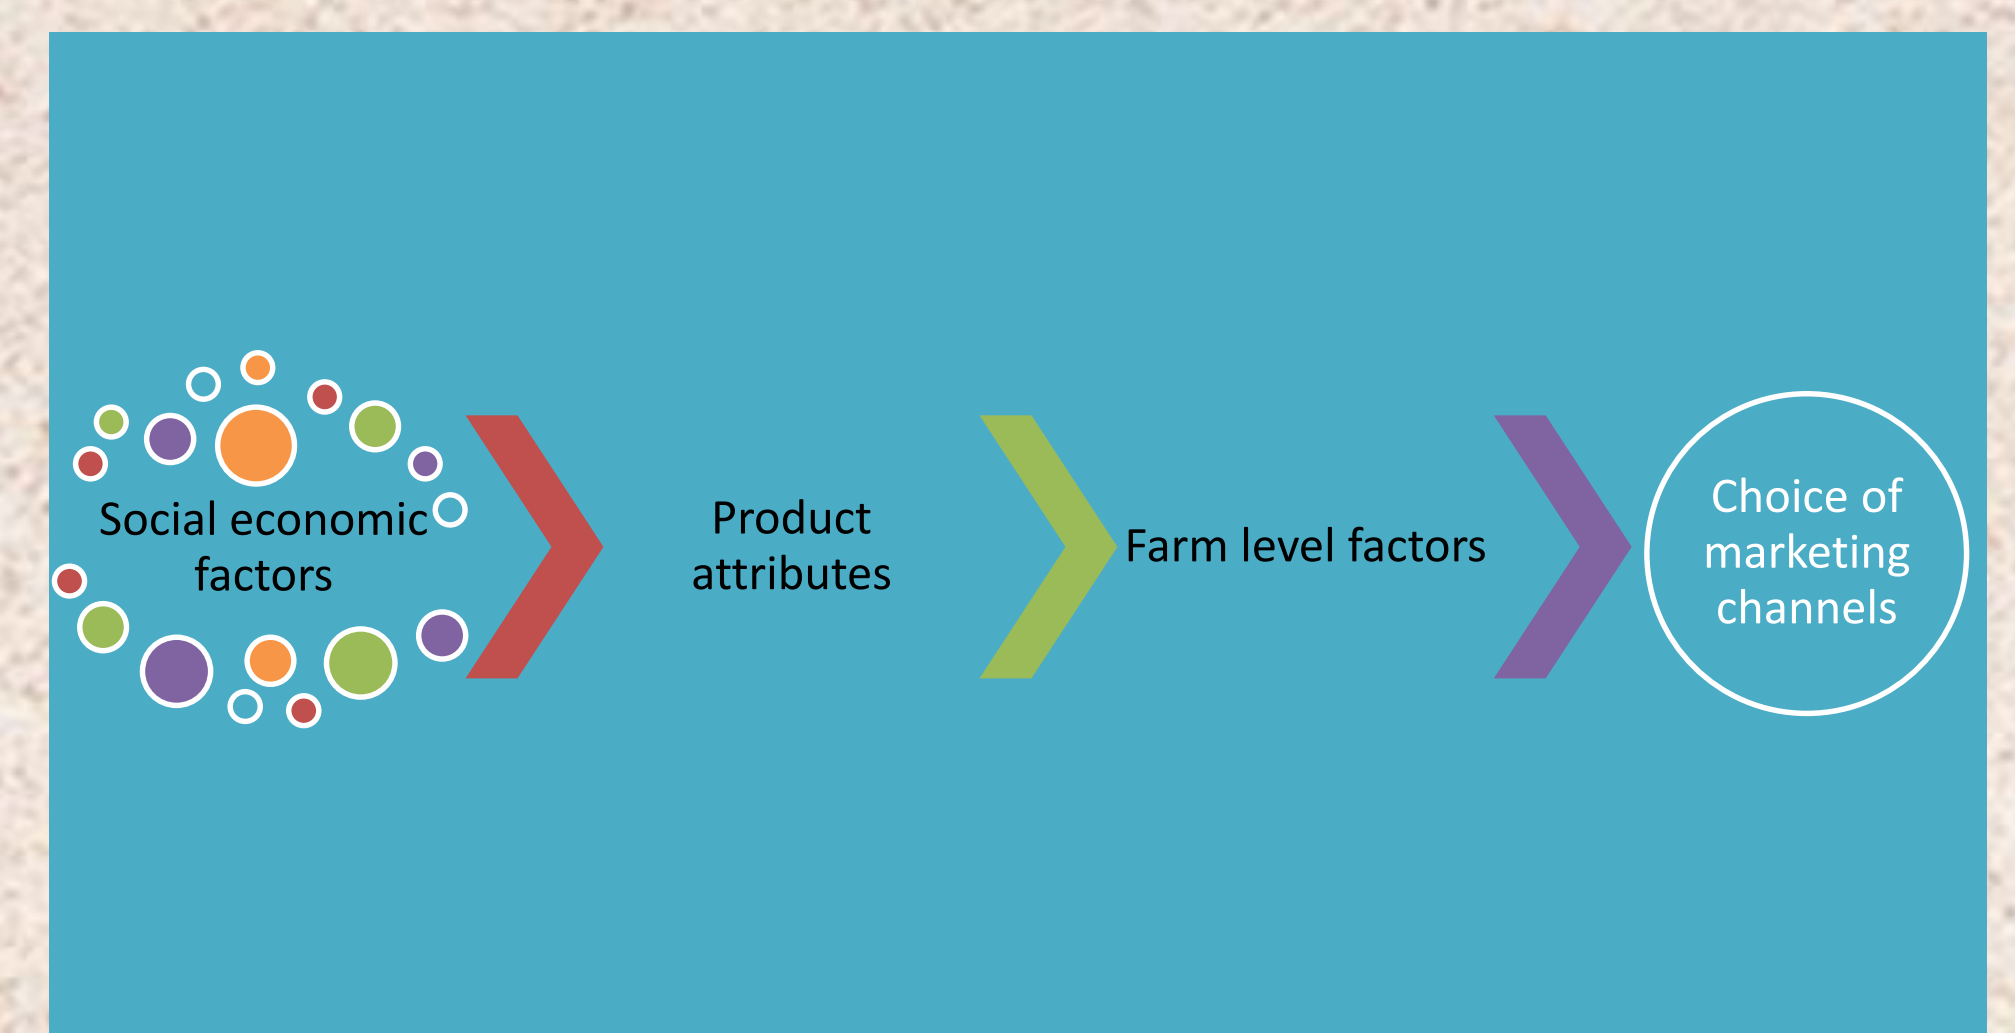 Social economic
factors
Product
attributes
Farm level factors
Choice of
marketing
channels